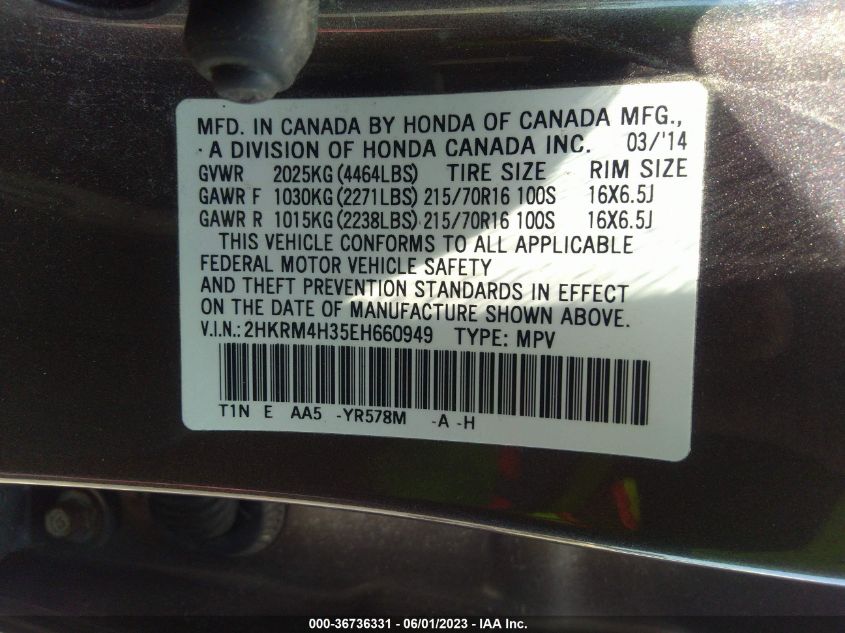 MFD. IN CANADA BY HONDA OF CANADA MFG.,
· A DIVISION OF HONDA CANADA INC. 03/'14
GVWR 2025KG (4464LBS) TIRE SIZE RIM SIZE
GAWR F 1030KG (2271LBS) 215/70R16 100S 16X6.5J
GAWR R 1015KG (2238LBS) 215/70R16 100S 16X6.5J
THIS VEHICLE CONFORMS TO ALL APPLICABLE
FEDERAL MOTOR VEHICLE SAFETY
AND THEFT PREVENTION STANDARDS IN EFFECT
ON THE DATE OF MANUFACTURE SHOWN ABOVE.
V.I.N.: 2HKRM4H35EH660949 TYPE: MPV
T1N E AA5 -YR578M -A -H
000-36736331 - 06/01/2023 - IAA Inc.